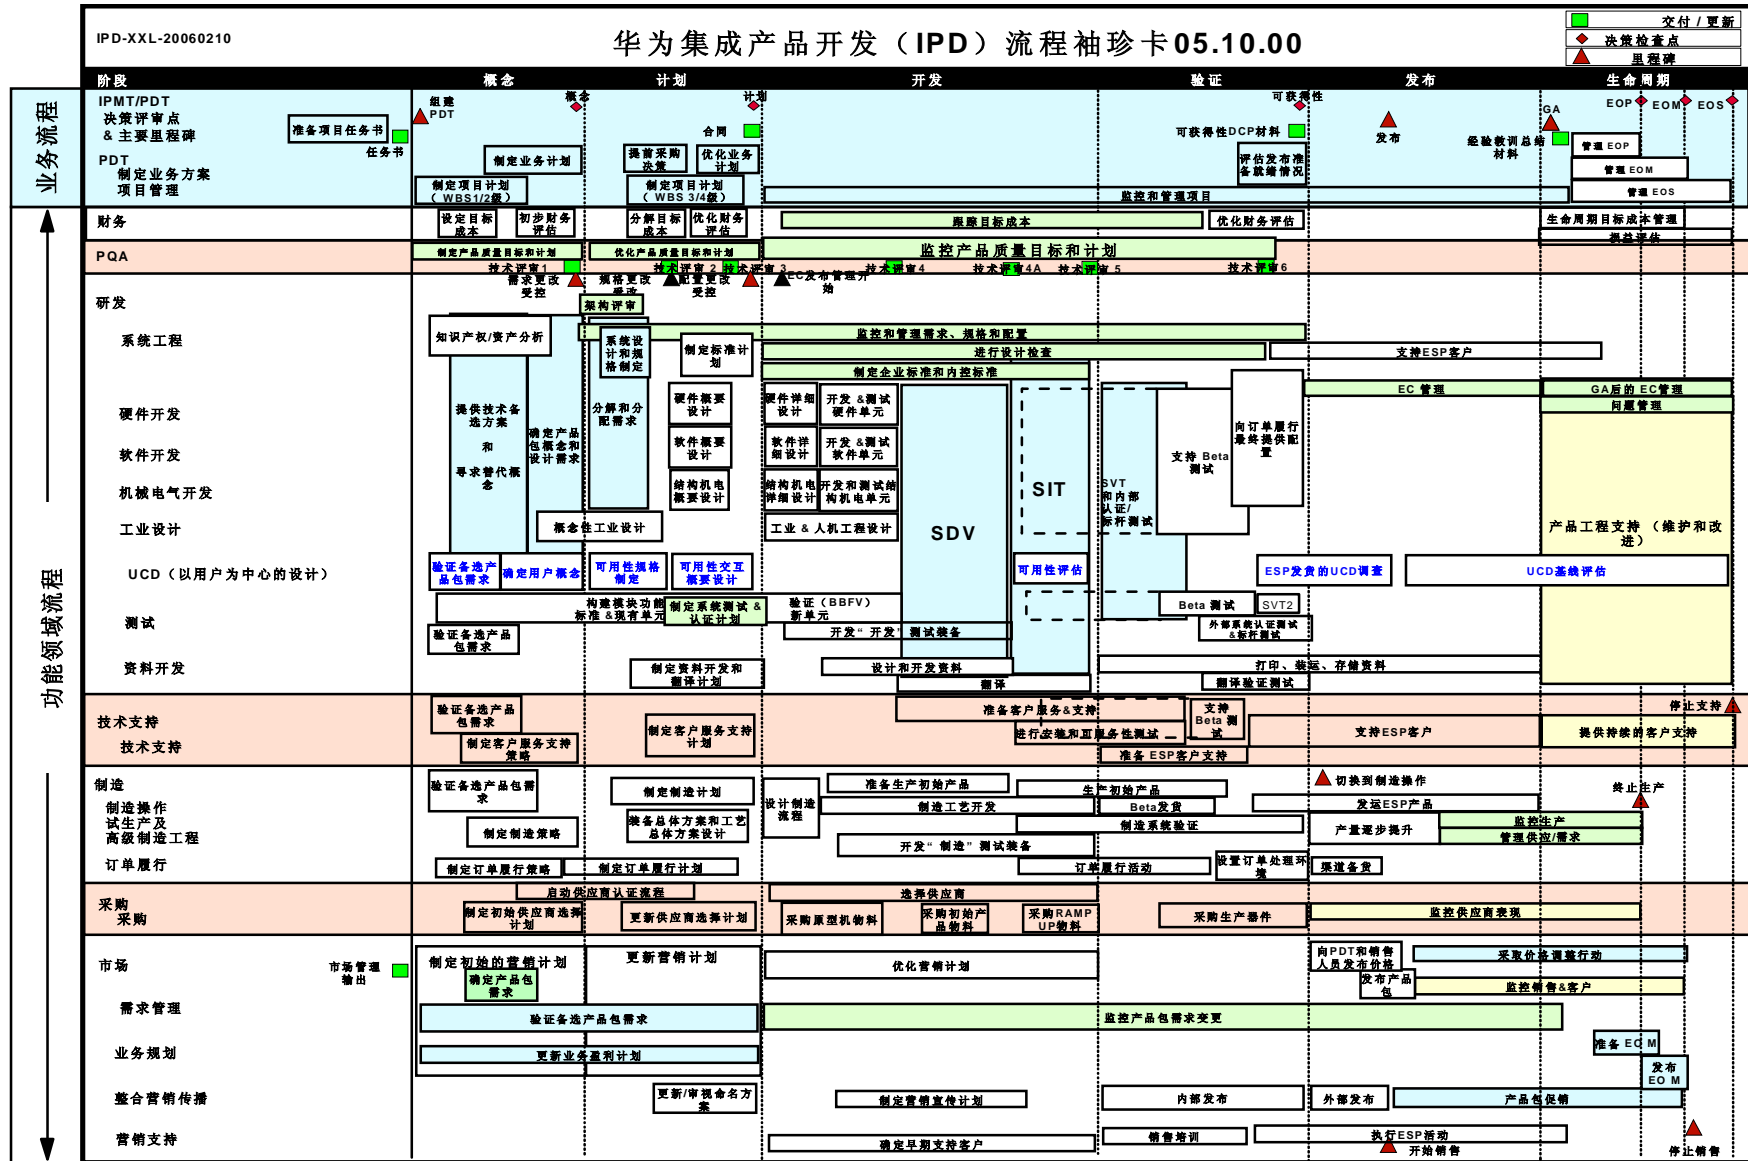 IPD-XXL-20060210
华为集成产品开发（IPD）流程袖珍卡05.10.00
交付 / 更新
决策检查点
里程碑
阶段
概念
计划
开发
验证
发布
生命周期
业务流程
IPMT/PDT
决策评审点
& 主要里程碑
PDT
制定业务方案
项目管理
准备项目任务书
任务书
组建
PDT
概念
计划
合同
可获得性
可获得性DCP材料
发布
GA
经验教训总结
材料
EOP
EOM
EOS
管理 EOP
管理 EOM
管理 EOS
制定业务计划
提前采购
决策
优化业务
计划
评估发布准
备就绪情况
制定项目计划
（ WBS1/2级）
制定项目计划
（ WBS 3/4级）
监控和管理项目
功能领域流程
财务
设定目标
成本
初步财务
评估
分解目标
成本
优化财务
评估
跟踪目标成本
优化财务评估
生命周期目标成本管理
损益评估
PQA
制定产品质量目标和计划
优化产品质量目标和计划
监控产品质量目标和计划
技术评审1
技术评审 2
技术评审 3
技术评审4
技术评审4A
技术评审 5
技术评审6
需求更改
受控
规格更改
受改
配置更改
受控
EC发布管理开
始
研发
架构评审
系统工程
知识产权/资产分析
系统设
计和规
格制定
制定标准计
划
监控和管理需求、规格和配置
进行设计检查
支持ESP客户
制定企业标准和内控标准
EC 管理
GA后的 EC管理
问题管理
硬件开发
提供技术备
选方案
和
寻求替代概
念
确定产品
包概念和
设计需求
分解和分
配需求
硬件概要
设计
硬件详细
设计
开发 &测试
硬件单元
软件开发
软件概要
设计
软件详
细设计
开发 &测试
软件单元
机械电气开发
结构机电
概要设计
结构机电
详细设计
开发和测试结
构机电单元
SDV
SIT
SVT
和内部
认证/
标杆测试
支持 Beta
测试
向订单履行
最终提供配
置
产品工程支持 （维护和改
进）
工业设计
概念性工业设计
工业 & 人机工程设计
UCD（以用户为中心的设计）
验证备选产
品包需求
确定用户概念
可用性规格
制定
可用性交互
概要设计
可用性评估
ESP发货的UCD调查
UCD基线评估
测试
构建模块功能
标准 &现有单元
制定系统测试 &
认证计划
验证（BBFV）
新单元
Beta 测试
SVT2
验证备选产品
包需求
开发“ 开发” 测试装备
外部系统认证测试
&标杆测试
资料开发
制定资料开发和
翻译计划
设计和开发资料
翻译
打印、装运、存储资料
翻译验证测试
技术支持
技术支持
验证备选产品
包需求
制定客户服务支持
策略
制定客户服务支持
计划
准备客户服务&支持
进行安装和可服务性测试
支持
Beta 测
试
准备 ESP客户支持
支持ESP客户
提供持续的客户支持
停止支持
制造
制造操作
试生产及
高级制造工程
验证备选产品包需
求
制定制造策略
制定制造计划
装备总体方案和工艺
总体方案设计
设计制造
流程
准备生产初始产品
制造工艺开发
开发“ 制造” 测试装备
生产初始产品
Beta发货
制造系统验证
切换到制造操作
发运ESP产品
产量逐步提升
终止生产
监控生产
管理供应/需求
订单履行
制定订单履行策略
制定订单履行计划
订单履行活动
设置订单处理环
境
渠道备货
采购
采购
启动供应商认证流程
制定初始供应商选择
计划
更新供应商选择计划
选择供应商
采购原型机物料
采购初始产
品物料
采购RAMP
UP物料
采购生产器件
监控供应商表现
市场
市场管理
输出
制定初始的营销计划
确定产品包
需求
更新营销计划
优化营销计划
向PDT和销售
人员发布价格
发布产品
包
采取价格调整行动
监控销售&客户
需求管理
验证备选产品包需求
监控产品包需求变更
业务规划
更新业务盈利计划
准备 EO M
发布
EO M
整合营销传播
更新/审视命名方
案
制定营销宣传计划
内部发布
外部发布
产品包促销
营销支持
确定早期支持客户
销售培训
执行ESP活动
开始销售
停止销售